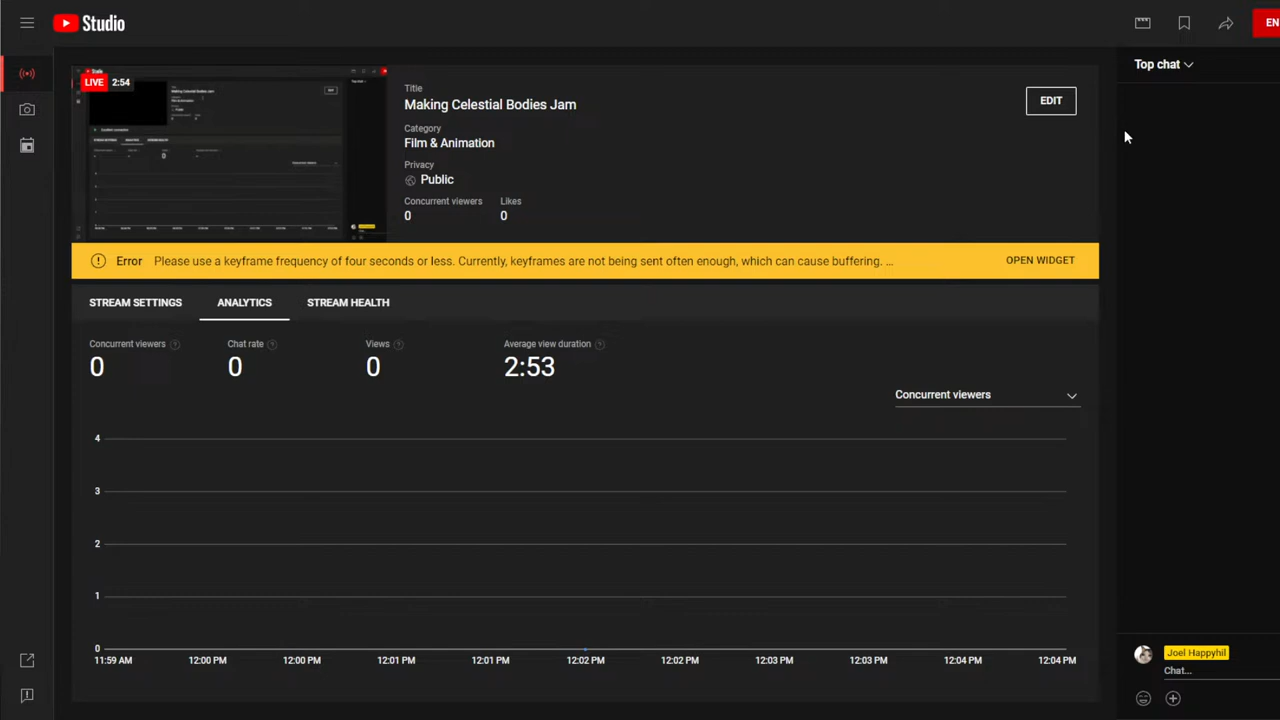 Studio
EN
LIVE 2:54
Title
Making Celestial Bodies Jam
Category
Film & Animation
Privacy
Public
Concurrent viewers
0
Likes
0
EDIT
Top chat
Error Please use a keyframe frequency of four seconds or less. Currently, keyframes are not being sent often enough, which can cause buffering. ... OPEN WIDGET
STREAM SETTINGS ANALYTICS STREAM HEALTH
Concurrent viewers Chat rate Views Average view duration
0 0 0 2:53
Concurrent viewers
4
3
2
1
0
11:59 AM 12:00 PM 12:00 PM 12:01 PM 12:01 PM 12:02 PM 12:02 PM 12:03 PM 12:03 PM 12:04 PM 12:04 PM
Joel Happyhil
Chat...